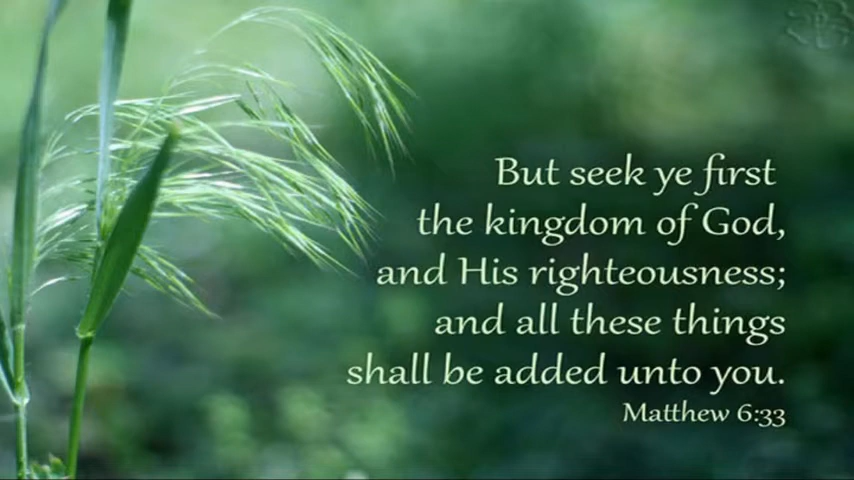 But seek ye first
the kingdom of God,
and His righteousness;
and all these things
shall be added unto you.
Matthew 6:33